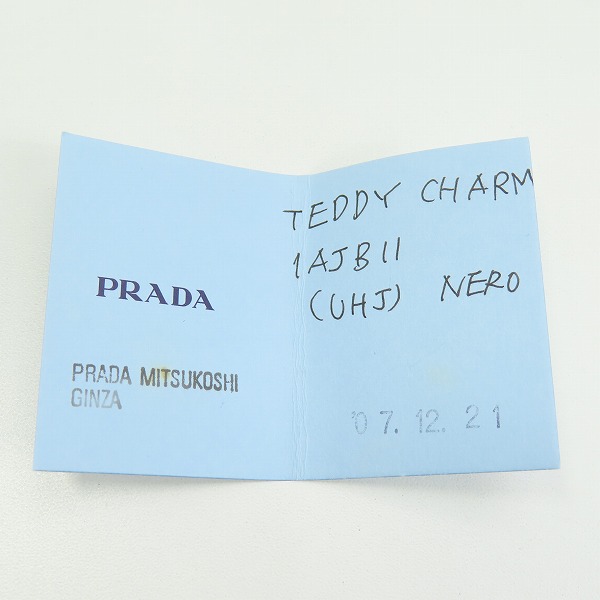 PRADA
PRADA MITSUKOSHI
GINZA
TEDDY CHARM
1AJB11
(UHJ) NERO
'07.12.21